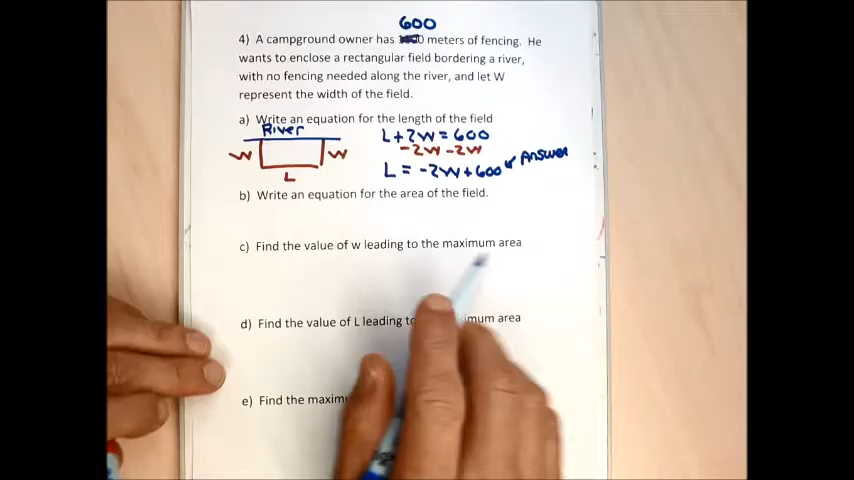 600
4) A campground owner has 0 meters of fencing. He
wants to enclose a rectangular field bordering a river,
with no fencing needed along the river, and let W
represent the width of the field.
a) Write an equation for the length of the field
River
L+2W=600
-2W -2W
W W
L
L = -2W+600 Answer
b) Write an equation for the area of the field.
c) Find the value of w leading to the maximum area
d) Find the value of L leading to imum area
e) Find the maxim